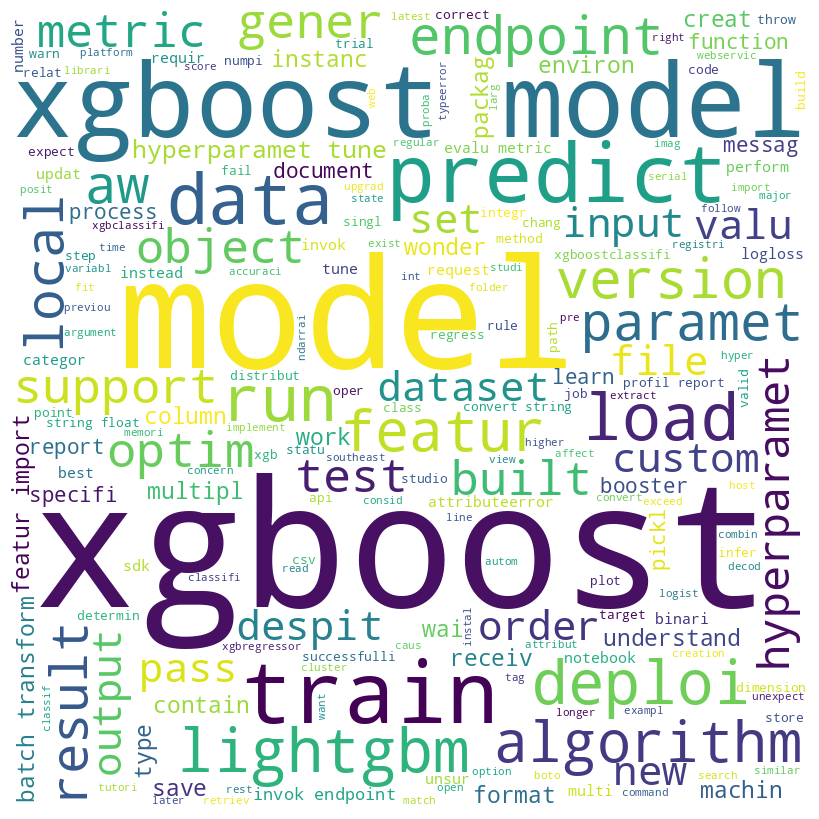 metric
gener
latest
correct
creat
throw
number
warn
platform
requir
trial
endpoint
right
function
webservic
relat
librari
score
numpi
instanc
environ
code
xgboost
web
proba
typeerror
larg
packag
model
build
expect
hyperparamet tune
regular
evalu metric
imag
messag
updat
fail
document
predict
serial
perform
import
posit
aw
data
upgrad
state
major
process
xgbclassifi
singl
set
integr
chang
input
follow
valu
local
step
time
object
invok
exist
wonder
method
xgboostclassifi
registri
logloss
variabl
instead
accuraci
tune
request
studi
version
fit
int
folder
previou
model
argument
ndarrai
regress
rule
path
pre
paramet
categor
distribut
class
dataset
learn
file
hyper
valid
support
run
oper
convert string
job
profil report
extract
load
point
string float
column
implement
featur
higher
affect
report
memori
optim
xgb
work
statu
southeast
studio
view
custom
hyperparamet
featur import
best
concern
test
built
booster
specifi
multipl
api
consid
attributeerror
convert
exceed
host
line
pickl
combin
xgboost
sdk
csv
read
autom
plot
infer
decod
classifi
logist
determin
despit
wai
instal
order
target
binari
batch transform
result
output
xgbregressor
caus
attribut
understand
successfulli
receiv
notebook
creation
pass
cluster
train
tag
deploi
dimension
unexpect
classif
contain
want
longer
exampl
store
type
lightgbm
algorithm
tutori
save
unsur
option
boto
new
search
similar
later
retriev
rest
invok endpoint
match
open
format
multi
command
machin